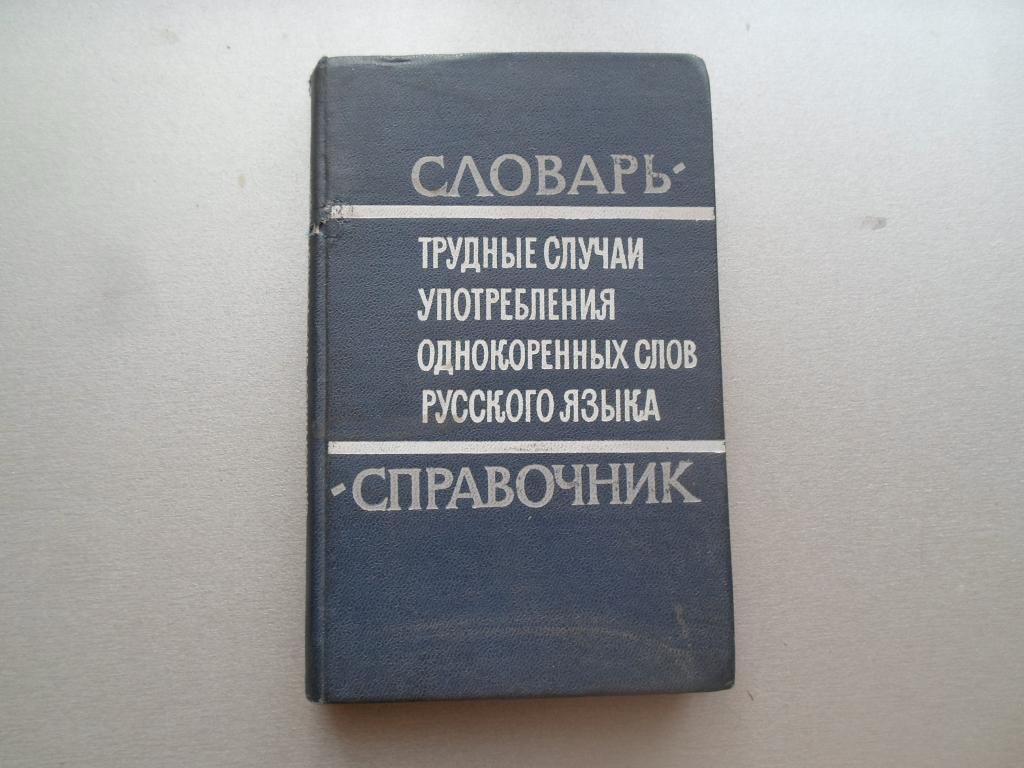 СЛОВАРЬ-
ТРУДНЫЕ СЛУЧАИ
УПОТРЕБЛЕНИЯ
ОДНОКОРЕННЫХ СЛОВ
РУССКОГО ЯЗЫКА
-СПРАВОЧНИК